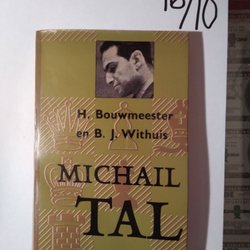 10/10
H. Bouwmeester
en B. J. Withuis
MICHAIL
TAL